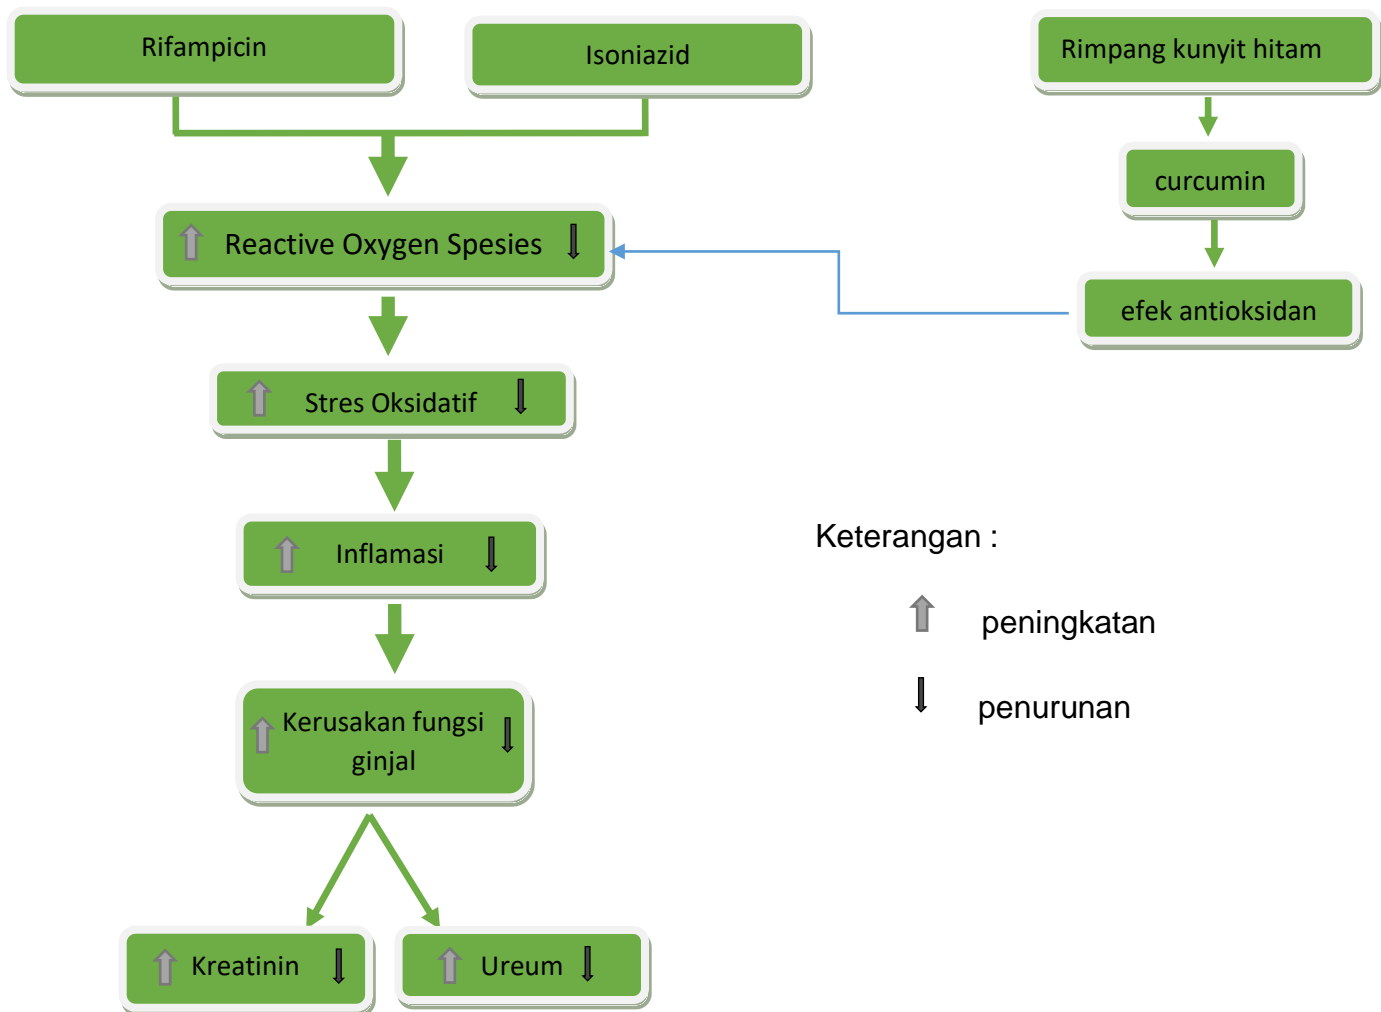 Rifampicin
Isoniazid
Rimpang kunyit hitam
curcumin
Reactive Oxygen Spesies
efek antioksidan
Stres Oksidatif
Inflamasi
Keterangan :
peningkatan
penurunan
Kerusakan fungsi
ginjal
Kreatinin
Ureum